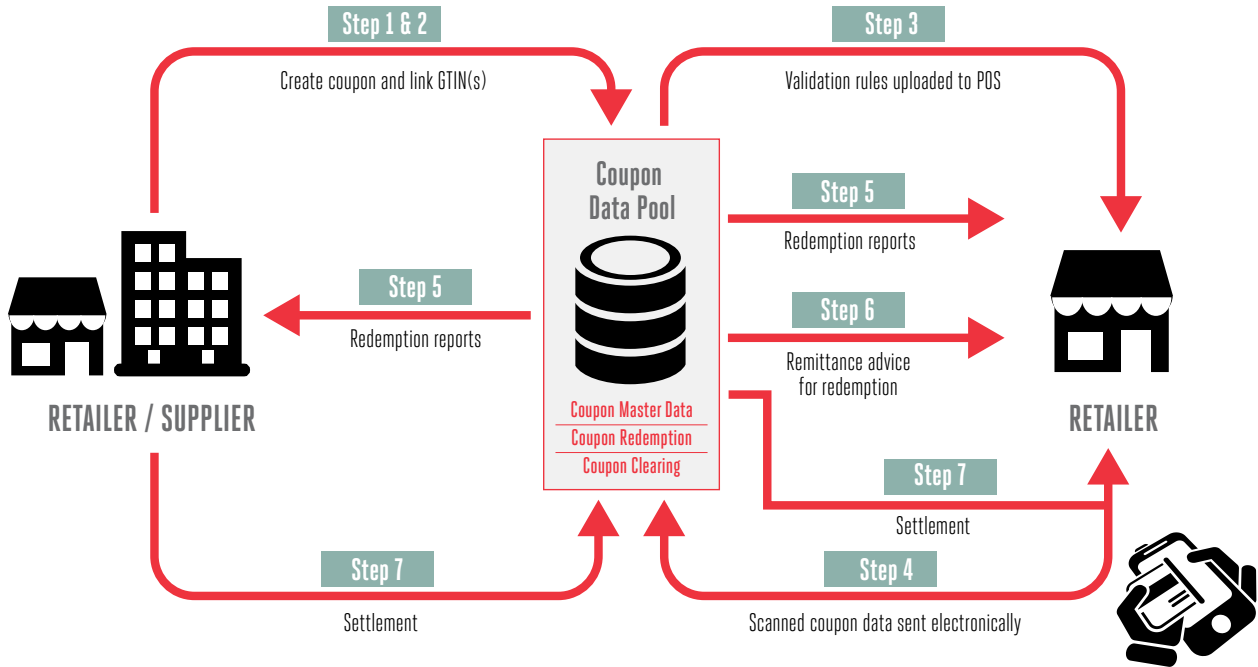 Step 1 & 2
Create coupon and link GTIN(s)
Step 3
Validation rules uploaded to POS
Coupon
Data Pool
Step 5
Redemption reports
Step 5
Redemption reports
Step 6
Remittance advice
for redemption
RETAILER / SUPPLIER
Coupon Master Data
Coupon Redemption
Coupon Clearing
RETAILER
Step 7
Settlement
Step 7
Settlement
Step 4
Scanned coupon data sent electronically